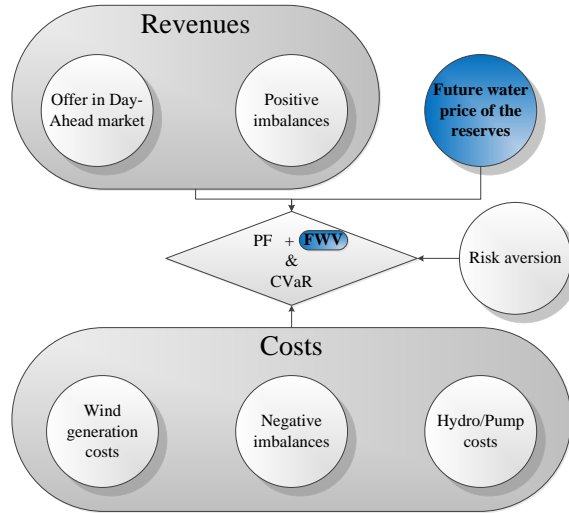 Revenues
Offer in Day-
Ahead market
Positive
imbalances
Future water
price of the
reserves
PF + FWV
&
CVaR
Risk aversion
Costs
Wind
generation
costs
Negative
imbalances
Hydro/Pump
costs